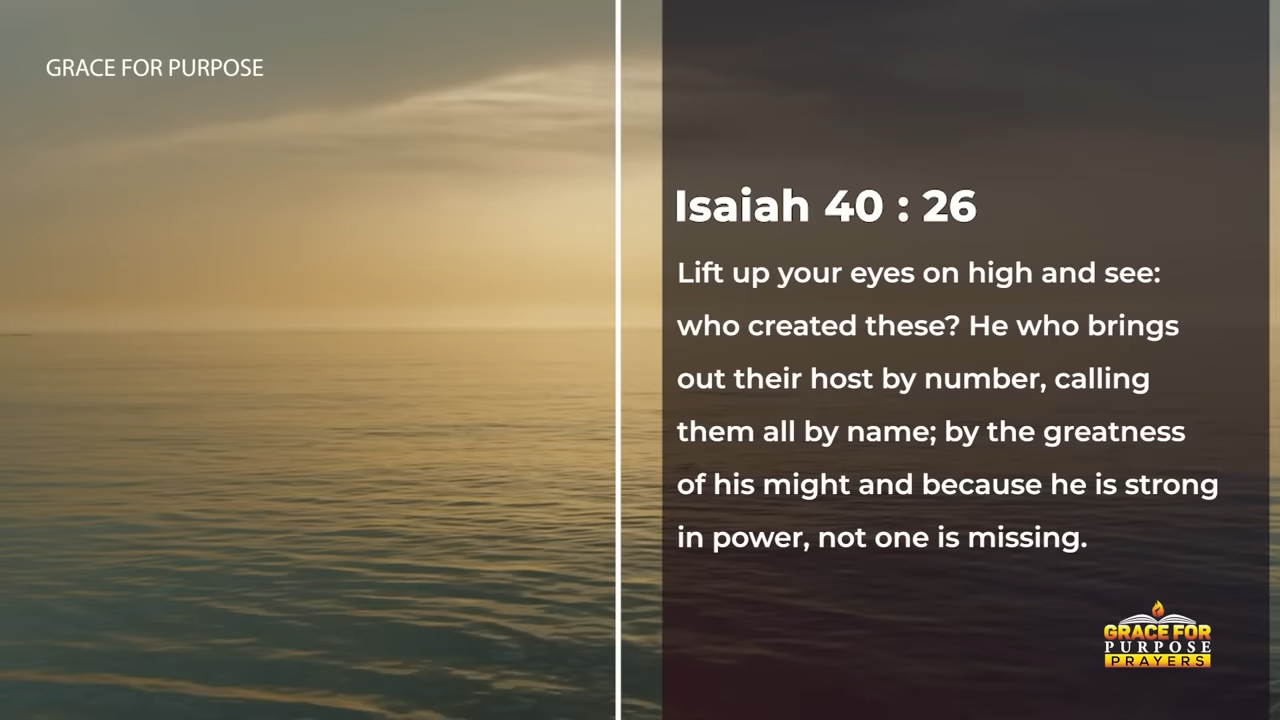 GRACE FOR PURPOSE
Isaiah 40 : 26
Lift up your eyes on high and see:
who created these? He who brings
out their host by number, calling
them all by name; by the greatness
of his might and because he is strong
in power, not one is missing.
GRACE FOR
PURPOSE
PRAYERS